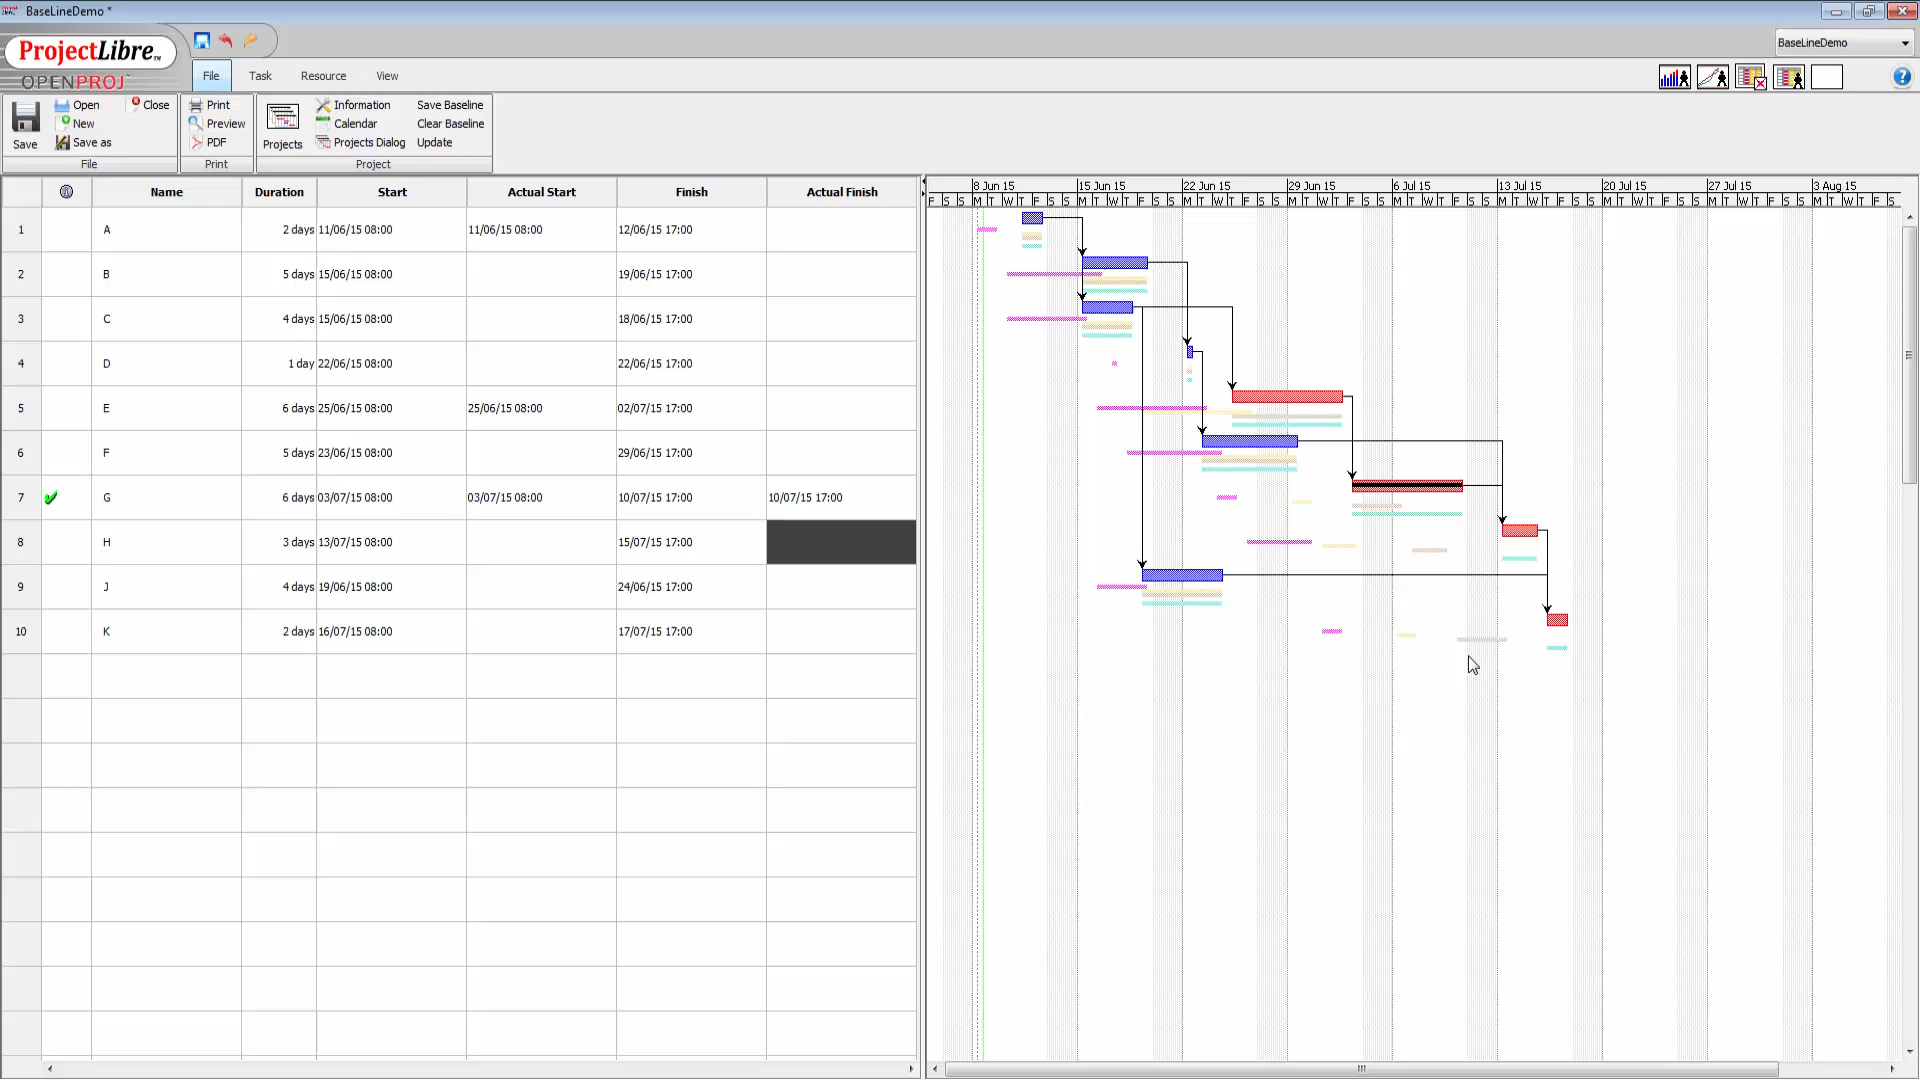 BaseLineDemo *
ProjectLibre™
OPENPROJ
BaseLineDemo
File Task Resource View
Open Close Print Information Save Baseline
New Preview Calendar Clear Baseline
Save Save as PDF Projects Projects Dialog Update
File Print Project
Name Duration Start Actual Start Finish Actual Finish
8 Jun 15 15 Jun 15 22 Jun 15 29 Jun 15 6 Jul 15 13 Jul 15 20 Jul 15 27 Jul 15 3 Aug 15
F S S M T W T F S S M T W T F S S M T W T F S S M T W T F S S M T W T F S S M T W T F S S M T W T F S S M T W T F S S M T W T F S
1 A 2 days 11/06/15 08:00 11/06/15 08:00 12/06/15 17:00
2 B 5 days 15/06/15 08:00 19/06/15 17:00
3 C 4 days 15/06/15 08:00 18/06/15 17:00
4 D 1 day 22/06/15 08:00 22/06/15 17:00
5 E 6 days 25/06/15 08:00 25/06/15 08:00 02/07/15 17:00
6 F 5 days 23/06/15 08:00 29/06/15 17:00
7 G 6 days 03/07/15 08:00 03/07/15 08:00 10/07/15 17:00 10/07/15 17:00
8 H 3 days 13/07/15 08:00 15/07/15 17:00
9 J 4 days 19/06/15 08:00 24/06/15 17:00
10 K 2 days 16/07/15 08:00 17/07/15 17:00